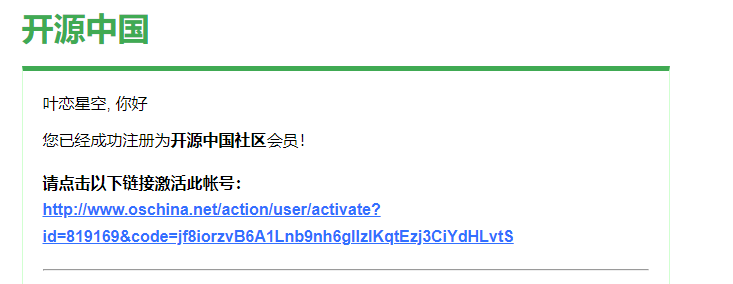 开源中国
叶恋星空, 你好
您已经成功注册为开源中国社区会员！
请点击以下链接激活此帐号：
http://www.oschina.net/action/user/activate?
id=819169&code=jf8iorzvB6A1Lnb9nh6glIzlKqtEzj3CiYdHLvtS